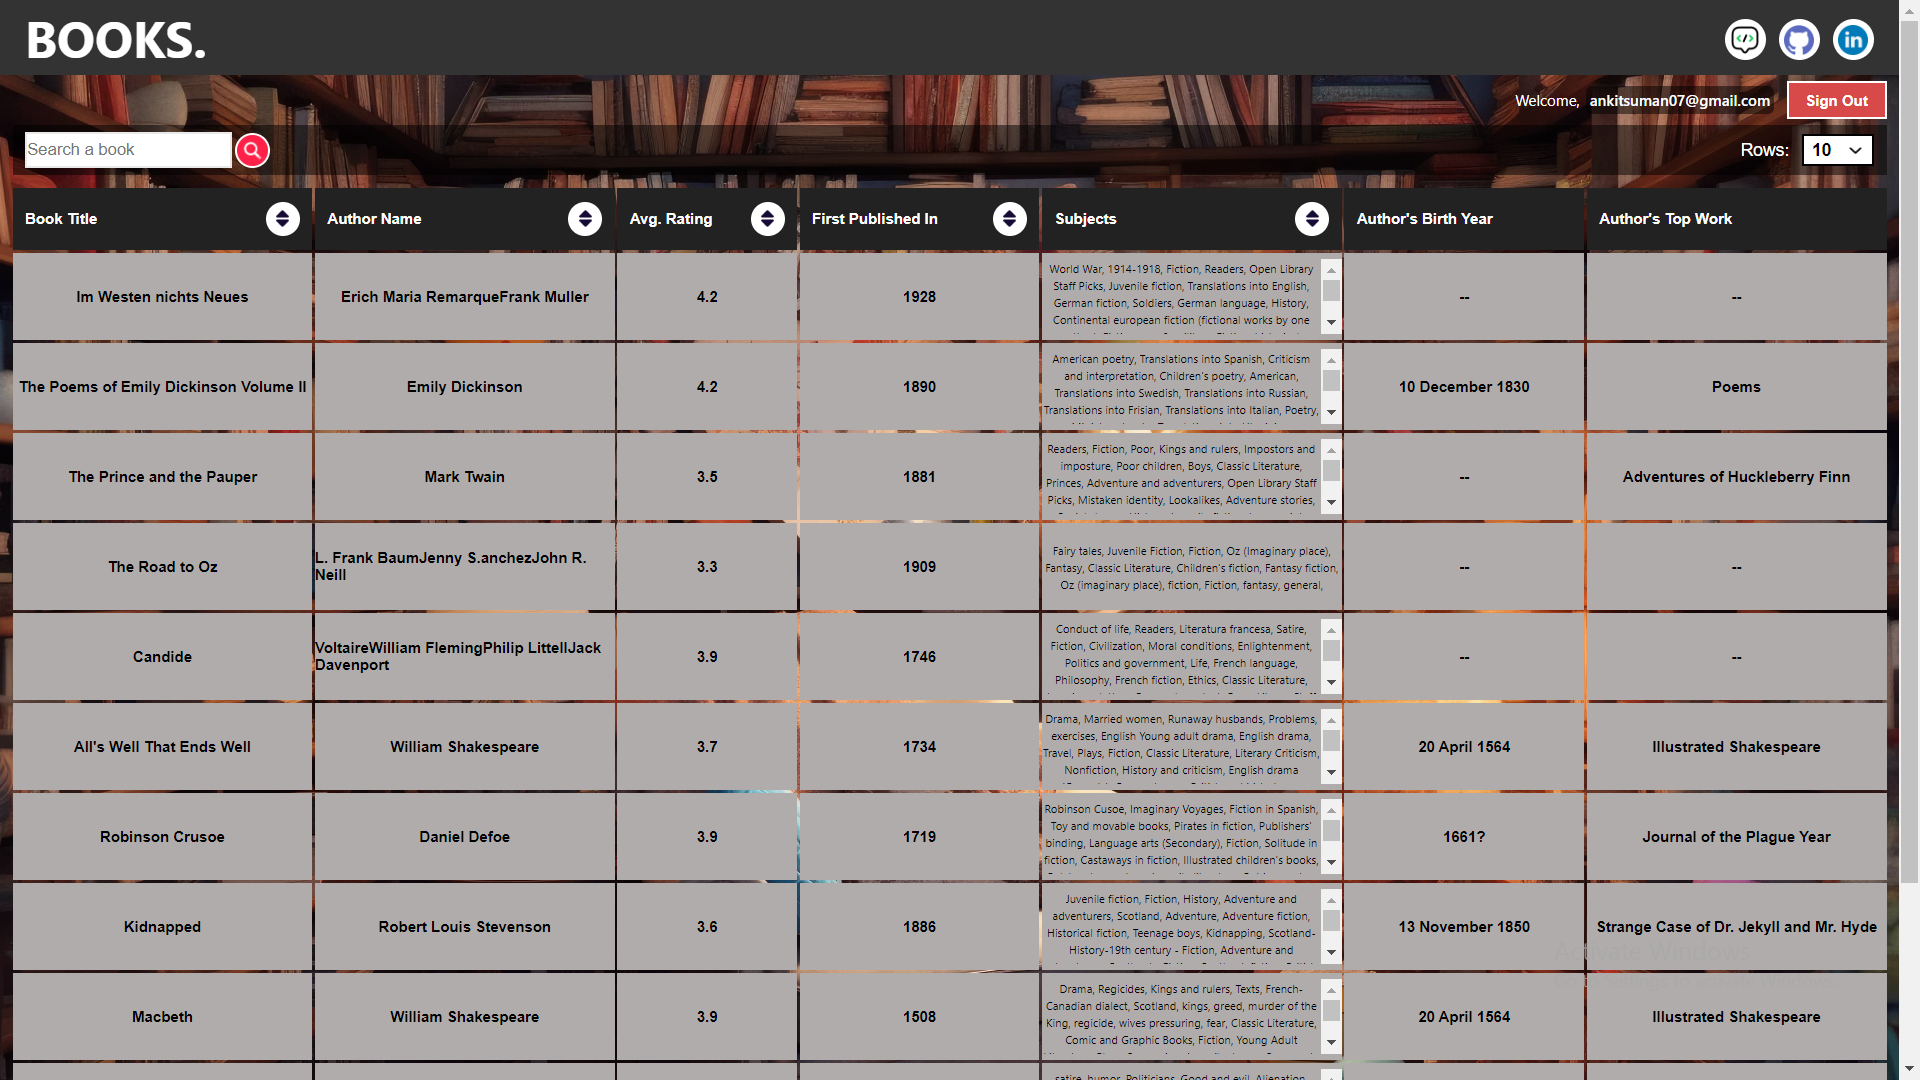 BOOKS.
Welcome, ankitsuman07@gmail.com
Sign Out
Search a book
Rows: 10
Book Title
Author Name
Avg. Rating
First Published In
Subjects
Author's Birth Year
Author's Top Work
Im Westen nichts Neues
Erich Maria RemarqueFrank Muller
4.2
1928
World War, 1914-1918, Fiction, Readers, Open Library
Staff Picks, Juvenile fiction, Translations into English,
German fiction, Soldiers, German language, History,
Continental european fiction (fictional works by one
--
--
The Poems of Emily Dickinson Volume II
Emily Dickinson
4.2
1890
American poetry, Translations into Spanish, Criticism
and interpretation, Children's poetry, American,
Translations into Swedish, Translations into Russian,
Translations into Frisian, Translations into Italian, Poetry,
10 December 1830
Poems
The Prince and the Pauper
Mark Twain
3.5
1881
Readers, Fiction, Poor, Kings and rulers, Impostors and
imposture, Poor children, Boys, Classic Literature,
Princes, Adventure and adventurers, Open Library Staff
Picks, Mistaken identity, Lookalikes, Adventure stories,
--
Adventures of Huckleberry Finn
The Road to Oz
L. Frank BaumJenny S.anchezJohn R.
Neill
3.3
1909
Fairy tales, Juvenile Fiction, Fiction, Oz (Imaginary place),
Fantasy, Classic Literature, Children's fiction, Fantasy fiction,
Oz (imaginary place), fiction, Fiction, fantasy, general,
--
--
Candide
VoltaireWilliam FlemingPhilip LittellJack
Davenport
3.9
1746
Conduct of life, Readers, Literatura francesa, Satire,
Fiction, Civilization, Moral conditions, Enlightenment,
Politics and government, Life, French language,
Philosophy, French fiction, Ethics, Classic Literature,
--
--
All's Well That Ends Well
William Shakespeare
3.7
1734
Drama, Married women, Runaway husbands, Problems,
exercises, English Young adult drama, English drama,
Travel, Plays, Fiction, Classic Literature, Literary Criticism,
Nonfiction, History and criticism, English drama
20 April 1564
Illustrated Shakespeare
Robinson Crusoe
Daniel Defoe
3.9
1719
Robinson Cusoe, Imaginary Voyages, Fiction in Spanish,
Toy and movable books, Pirates in fiction, Publishers'
binding, Language arts (Secondary), Fiction, Solitude in
fiction, Castaways in fiction, Illustrated children's books,
1661?
Journal of the Plague Year
Kidnapped
Robert Louis Stevenson
3.6
1886
Juvenile fiction, Fiction, History, Adventure and
adventurers, Scotland, Adventure, Adventure fiction,
Historical fiction, Teenage boys, Kidnapping, Scotland-
History-19th century - Fiction, Adventure and
13 November 1850
Strange Case of Dr. Jekyll and Mr. Hyde
Activate Windows
Macbeth
William Shakespeare
3.9
1508
Drama, Regicides, Kings and rulers, Texts, French-
Canadian dialect, Scotland, kings, greed, murder of the
King, regicide, wives pressuring, fear, Classic Literature,
Comic and Graphic Books, Fiction, Young Adult
20 April 1564
Illustrated Shakespeare
satire, humor, Politicians, Good and evil, Alienation